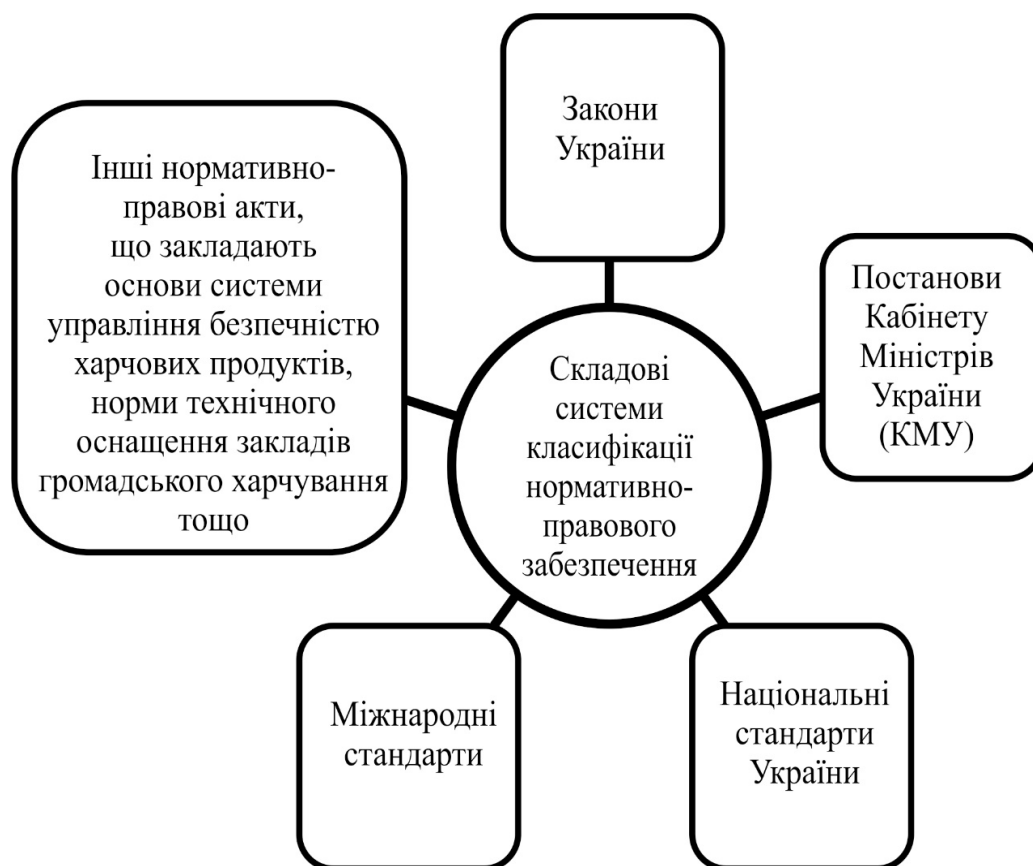 Закони
України
Інші нормативно-
правові акти,
що закладають
основи системи
управління безпечністю
харчових продуктів,
норми технічного
оснащення закладів
громадського харчування
тощо
Постанови
Кабінету
Міністрів
України
(КМУ)
Складові
системи
класифікації
нормативно-
правового
забезпечення
Міжнародні
стандарти
Національні
стандарти
України